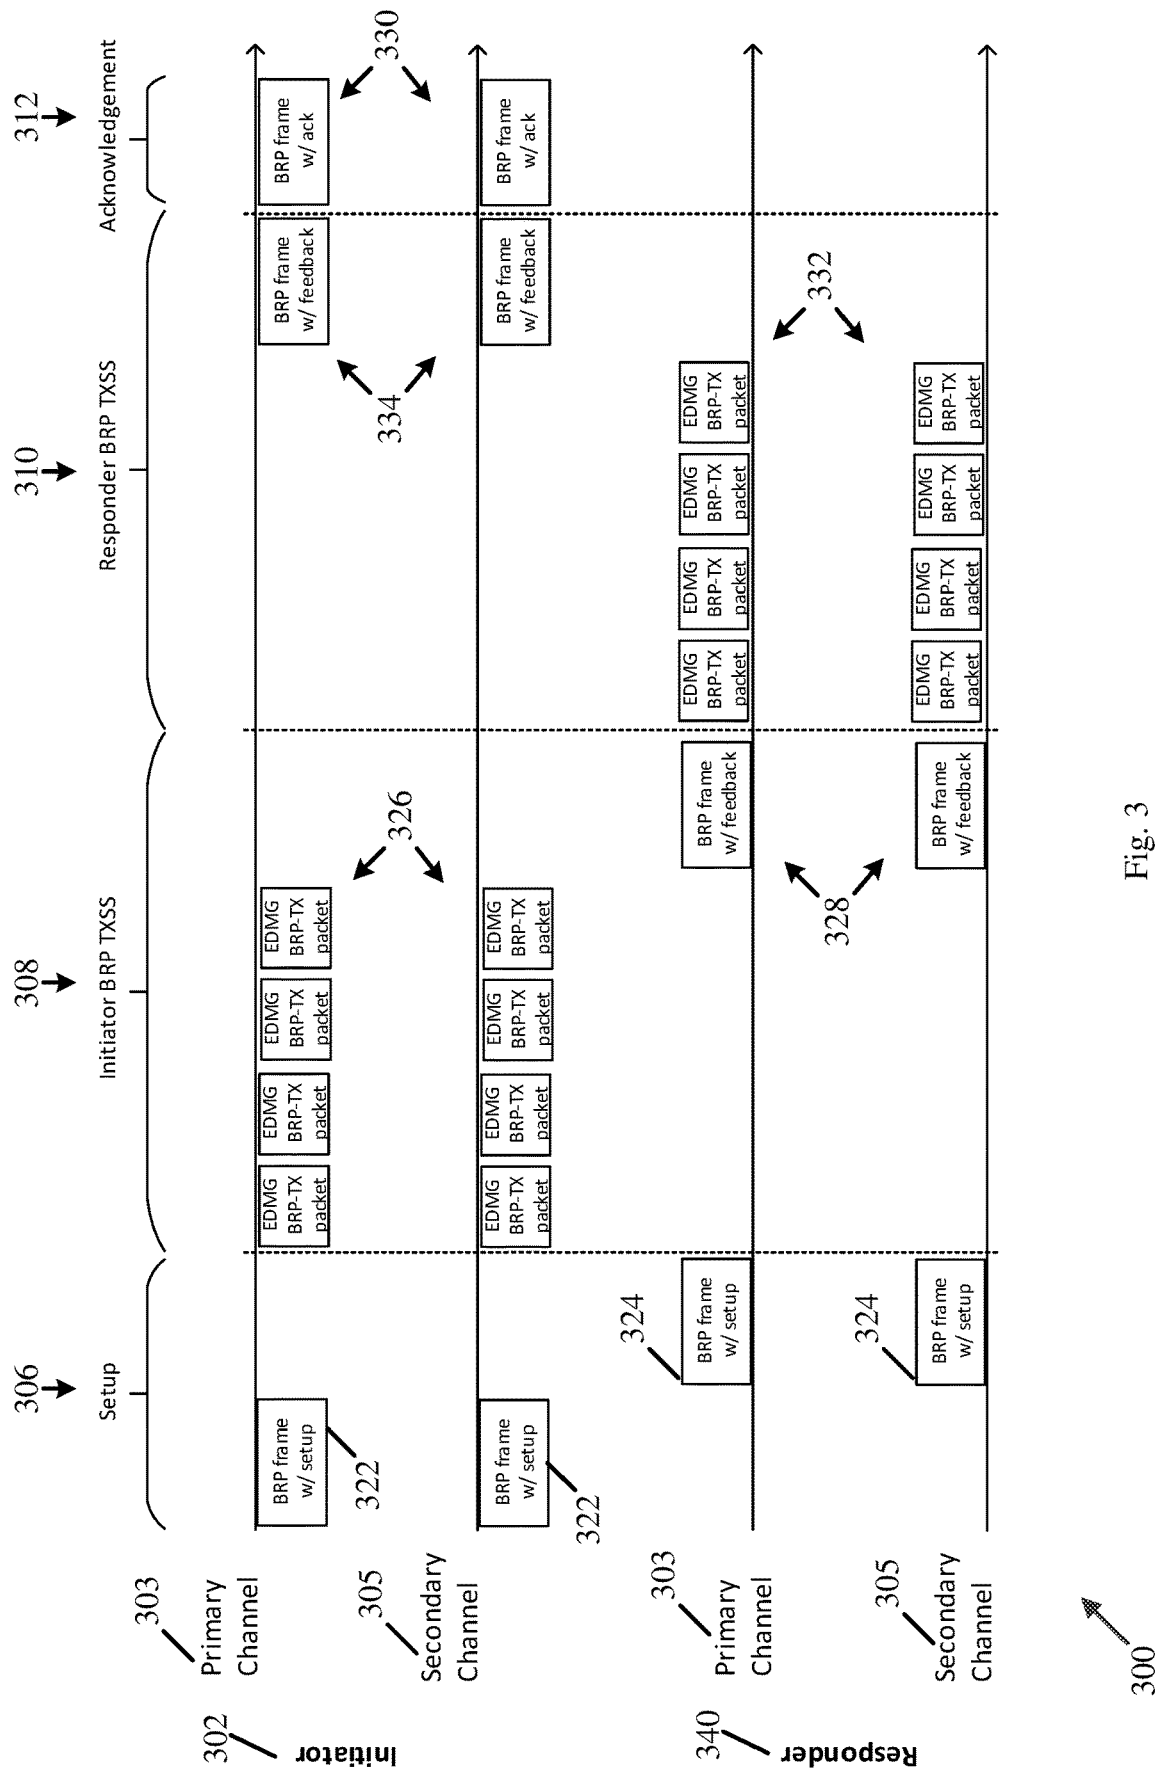 306
308
310
312
Setup
Initiator BRP TXSS
Responder BRP TXSS
Acknowledgement
302
Initiator
303
Primary
Channel
BRP frame
w/ setup
322
EDMG
BRP-TX
packet
EDMG
BRP-TX
packet
EDMG
BRP-TX
packet
EDMG
BRP-TX
packet
326
BRP frame
w/ feedback
334
BRP frame
w/ ack
330
305
Secondary
Channel
BRP frame
w/ setup
322
EDMG
BRP-TX
packet
EDMG
BRP-TX
packet
EDMG
BRP-TX
packet
EDMG
BRP-TX
packet
BRP frame
w/ feedback
BRP frame
w/ ack
340
Responder
303
Primary
Channel
324
BRP frame
w/ setup
BRP frame
w/ feedback
328
EDMG
BRP-TX
packet
EDMG
BRP-TX
packet
EDMG
BRP-TX
packet
EDMG
BRP-TX
packet
332
305
Secondary
Channel
324
BRP frame
w/ setup
BRP frame
w/ feedback
EDMG
BRP-TX
packet
EDMG
BRP-TX
packet
EDMG
BRP-TX
packet
EDMG
BRP-TX
packet
300
Fig. 3